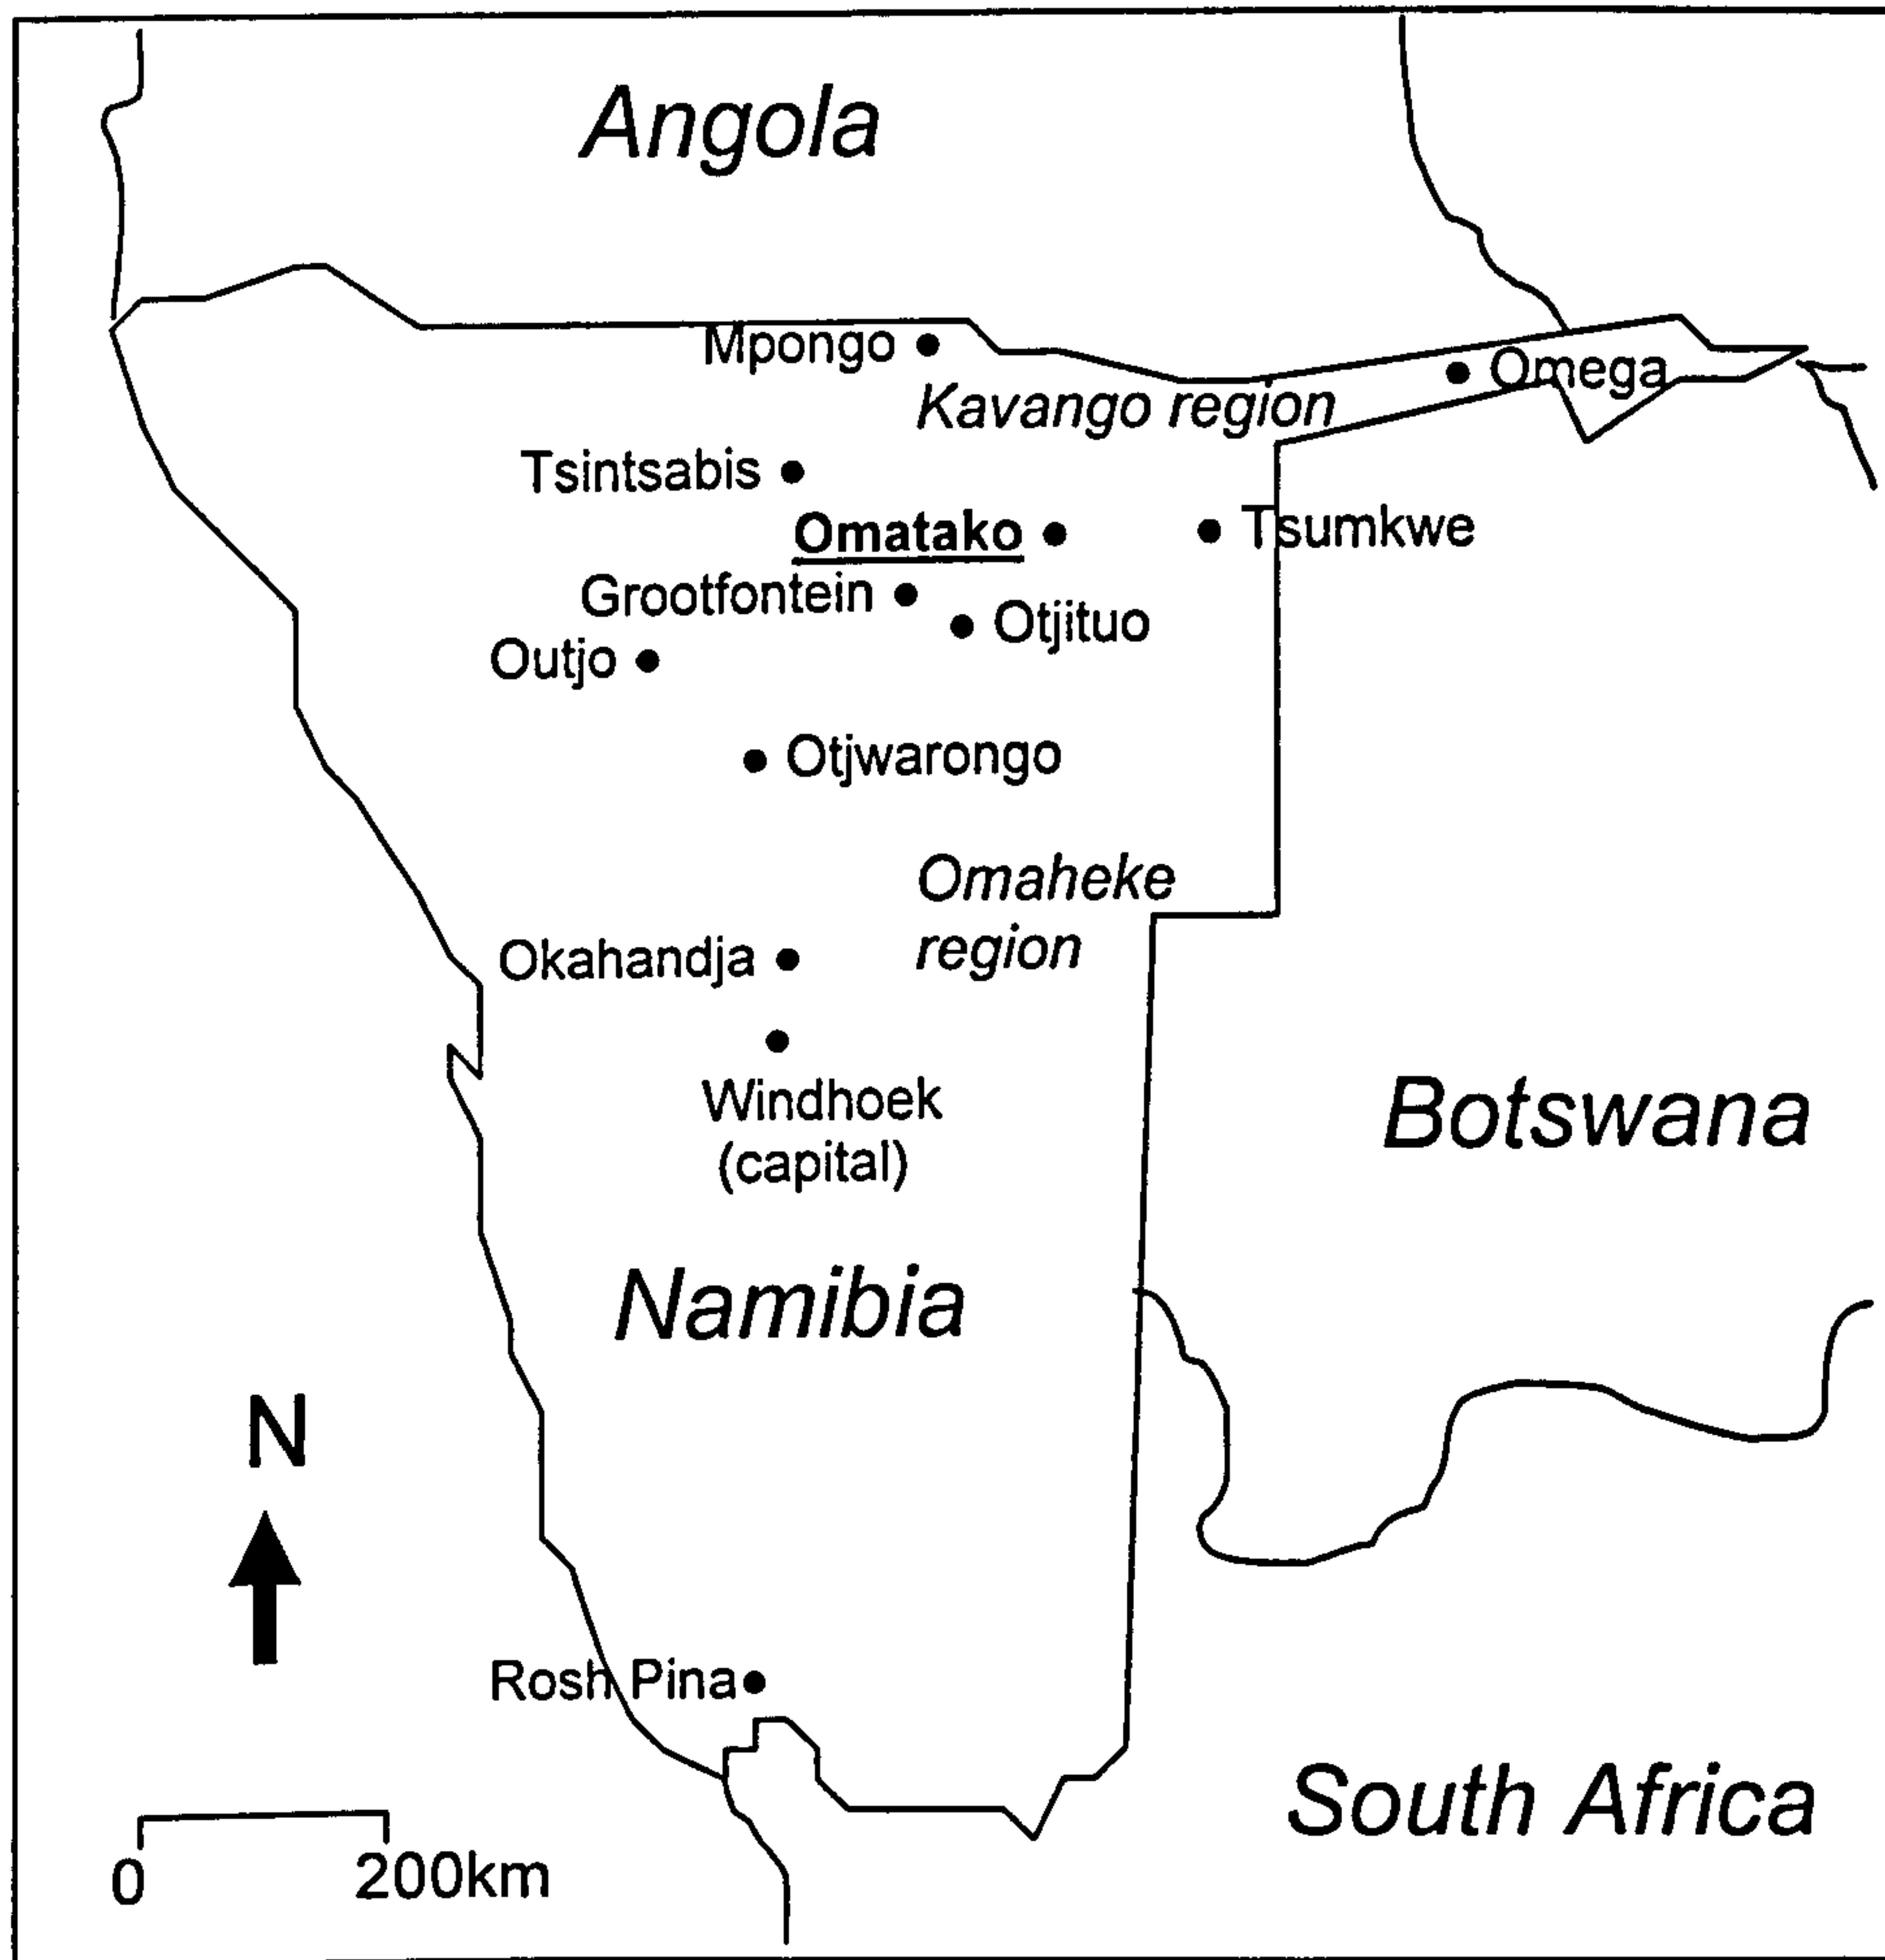 Angola
Mpongo
Omega
Kavango region
Tsintsabis
Omatako
Tsumkwe
Grootfontein
Otjituo
Outjo
Otjwarongo
Omaheke
region
Okahandja
Windhoek
(capital)
Botswana
Namibia
N
Rosh Pina
South Africa
0
200km